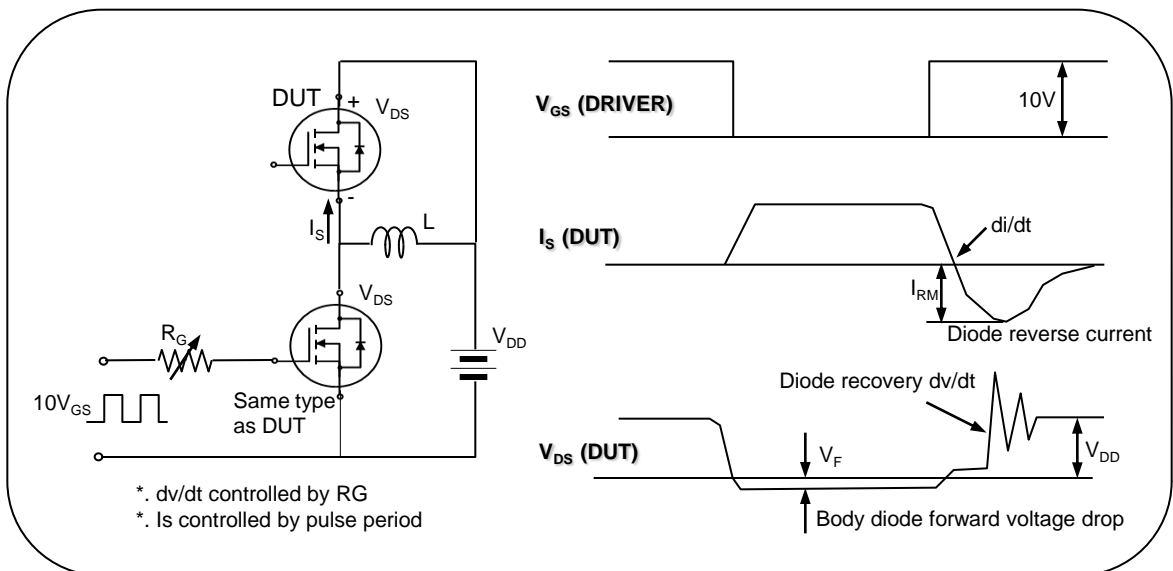 DUT
+
V_DS
-
I_S
L
V_DS
R_G
V_DD
10V_GS
Same type
as DUT
*. dv/dt controlled by RG
*. Is controlled by pulse period
V_GS (DRIVER)
10V
I_S (DUT)
di/dt
I_RM
Diode reverse current
Diode recovery dv/dt
V_DS (DUT)
V_F
V_DD
Body diode forward voltage drop